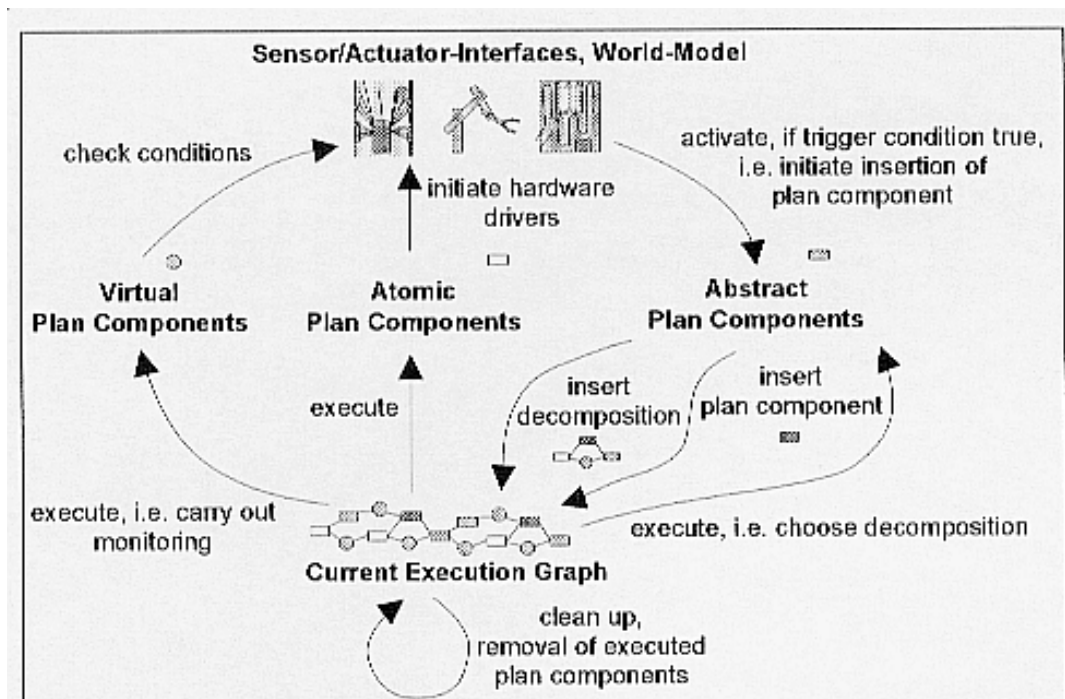 Sensor/Actuator-Interfaces, World-Model
check conditions
initiate hardware
drivers
activate, if trigger condition true,
i.e. initiate insertion of
plan component
Virtual
Plan Components
Atomic
Plan Components
Abstract
Plan Components
execute
insert
decomposition
insert
plan component
execute, i.e. carry out
monitoring
execute, i.e. choose decomposition
Current Execution Graph
clean up,
removal of executed
plan components